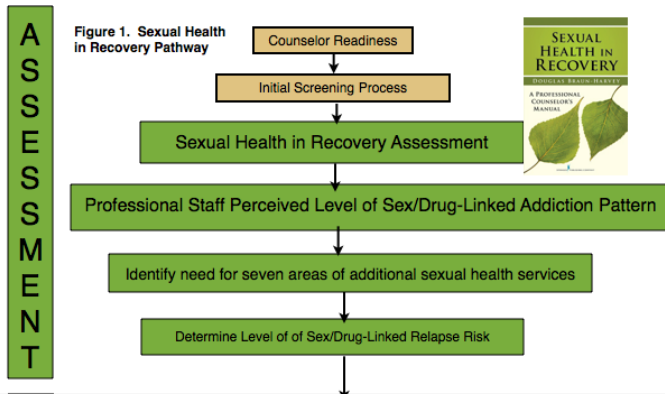 ASSESSMENT
Figure 1. Sexual Health
in Recovery Pathway
Counselor Readiness
Initial Screening Process
Sexual Health in Recovery Assessment
Professional Staff Perceived Level of Sex/Drug-Linked Addiction Pattern
Identify need for seven areas of additional sexual health services
Determine Level of of Sex/Drug-Linked Relapse Risk
SEXUAL
HEALTH IN
RECOVERY
DOUGLAS BRAUN-HARVEY
A PROFESSIONAL
COUNSELOR'S
MANUAL